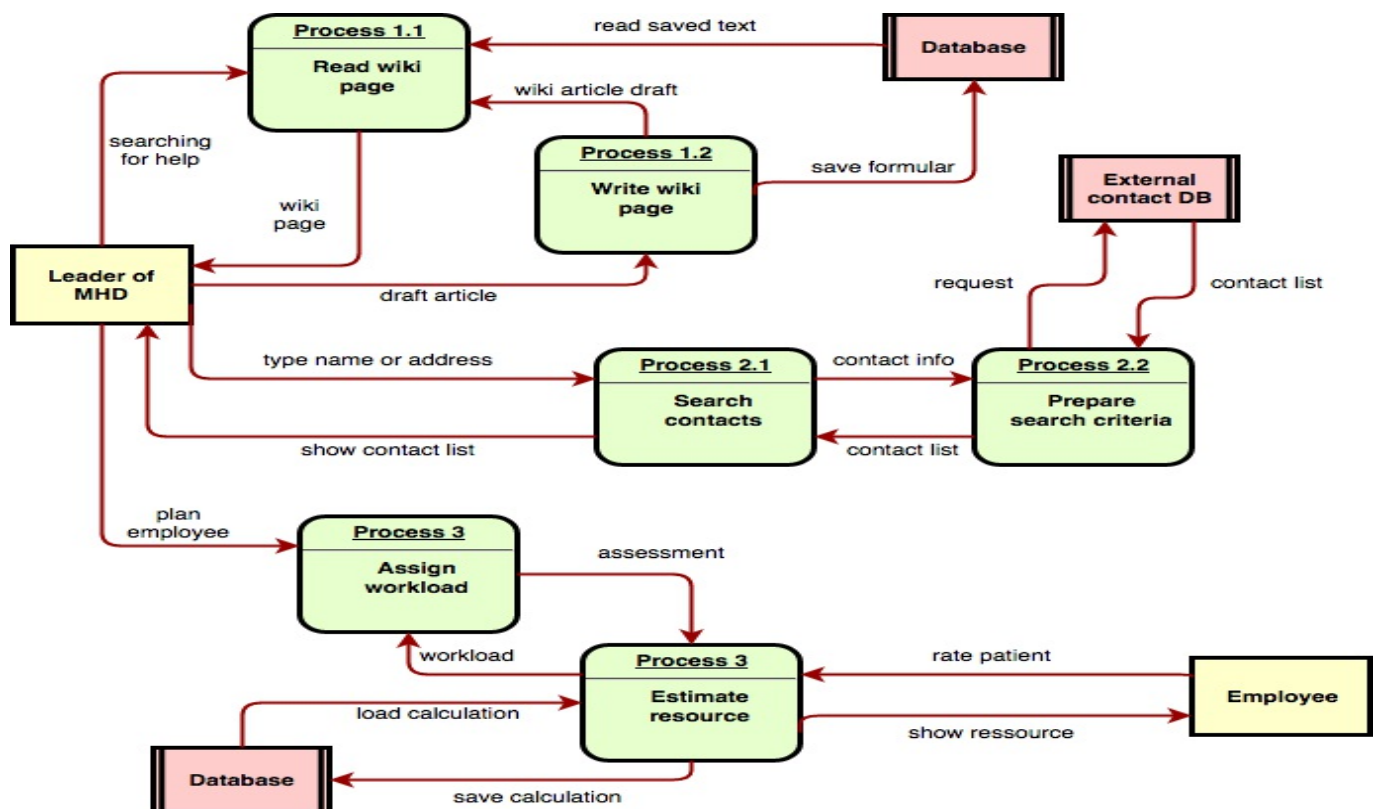 Process 1.1
Read wiki
page
read saved text
Database
wiki article draft
searching
for help
Process 1.2
Write wiki
page
save formular
External
contact DB
wiki
page
Leader of
MHD
draft article
request
contact list
type name or address
Process 2.1
Search
contacts
contact info
Process 2.2
Prepare
search criteria
show contact list
contact list
plan
employee
Process 3
Assign
workload
assessment
workload
Process 3
Estimate
resource
rate patient
Employee
load calculation
show ressource
Database
save calculation